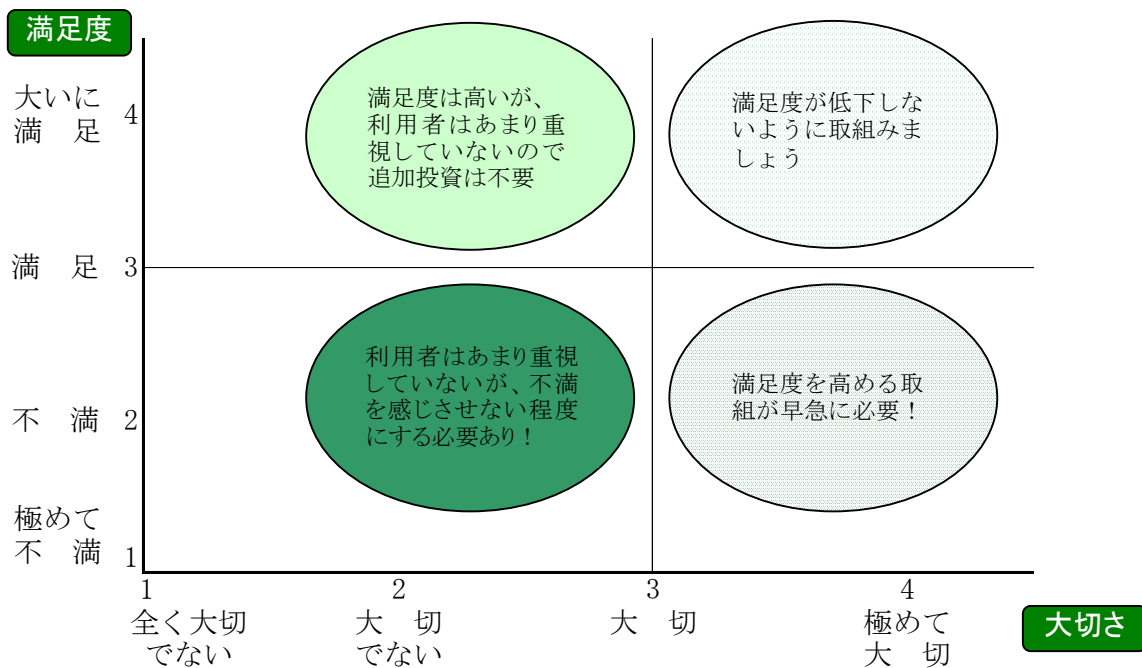 満足度
大いに
満 足 4
満足度は高いが、
利用者はあまり重
視していないので
追加投資は不要
満足度が低下しな
いように取組みま
しょう
満 足 3
利用者はあまり重視
していないが、不満
を感じさせない程度
にする必要あり!
満足度を高める取
組が早急に必要!
不 満 2
極めて
不 満 1
1 2 3 4
全く大切
でない
大 切
でない
大 切
極めて
大 切
大切さ